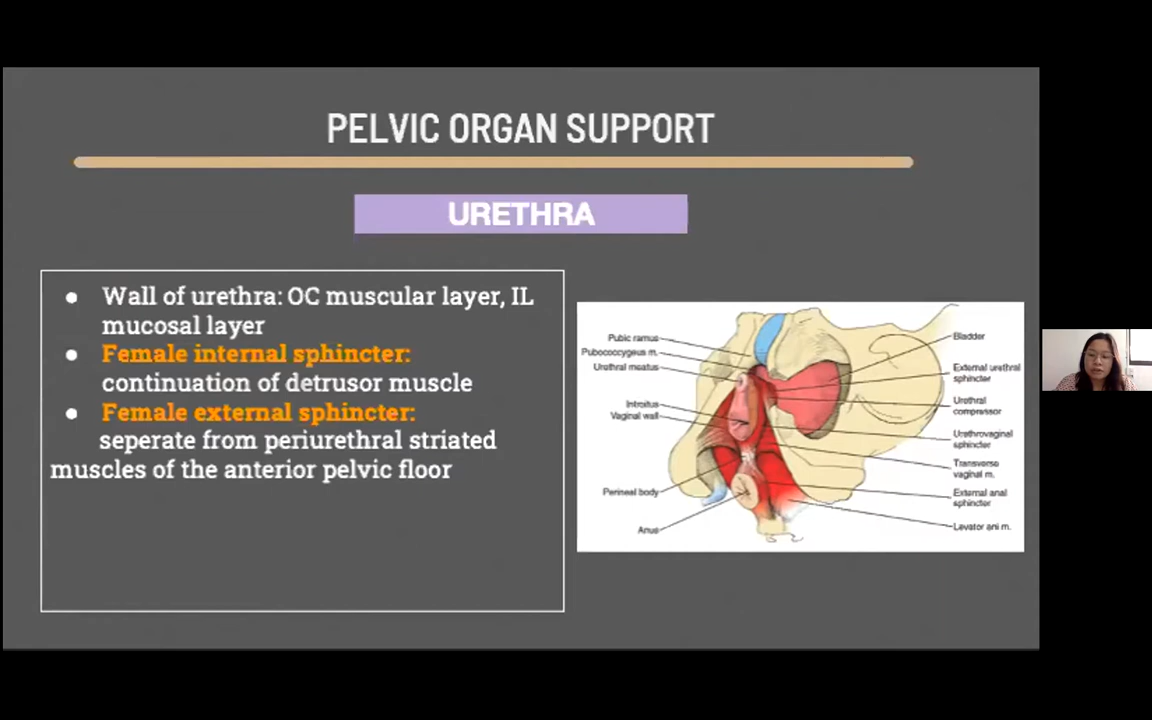 PELVIC ORGAN SUPPORT
URETHRA
Wall of urethra: OC muscular layer, IL
mucosal layer
Female internal sphincter:
continuation of detrusor muscle
Female external sphincter:
seperate from periurethral striated
muscles of the anterior pelvic floor
Pubic ramus
Pubococcygeus m.
Urethral meatus
Introitus
Vaginal wall
Perineal body
Anus
Bladder
External urethral
sphincter
Urethral
compressor
Urethrovaginal
sphincter
Transverse
vaginal m.
External anal
sphincter
Levator ani m.